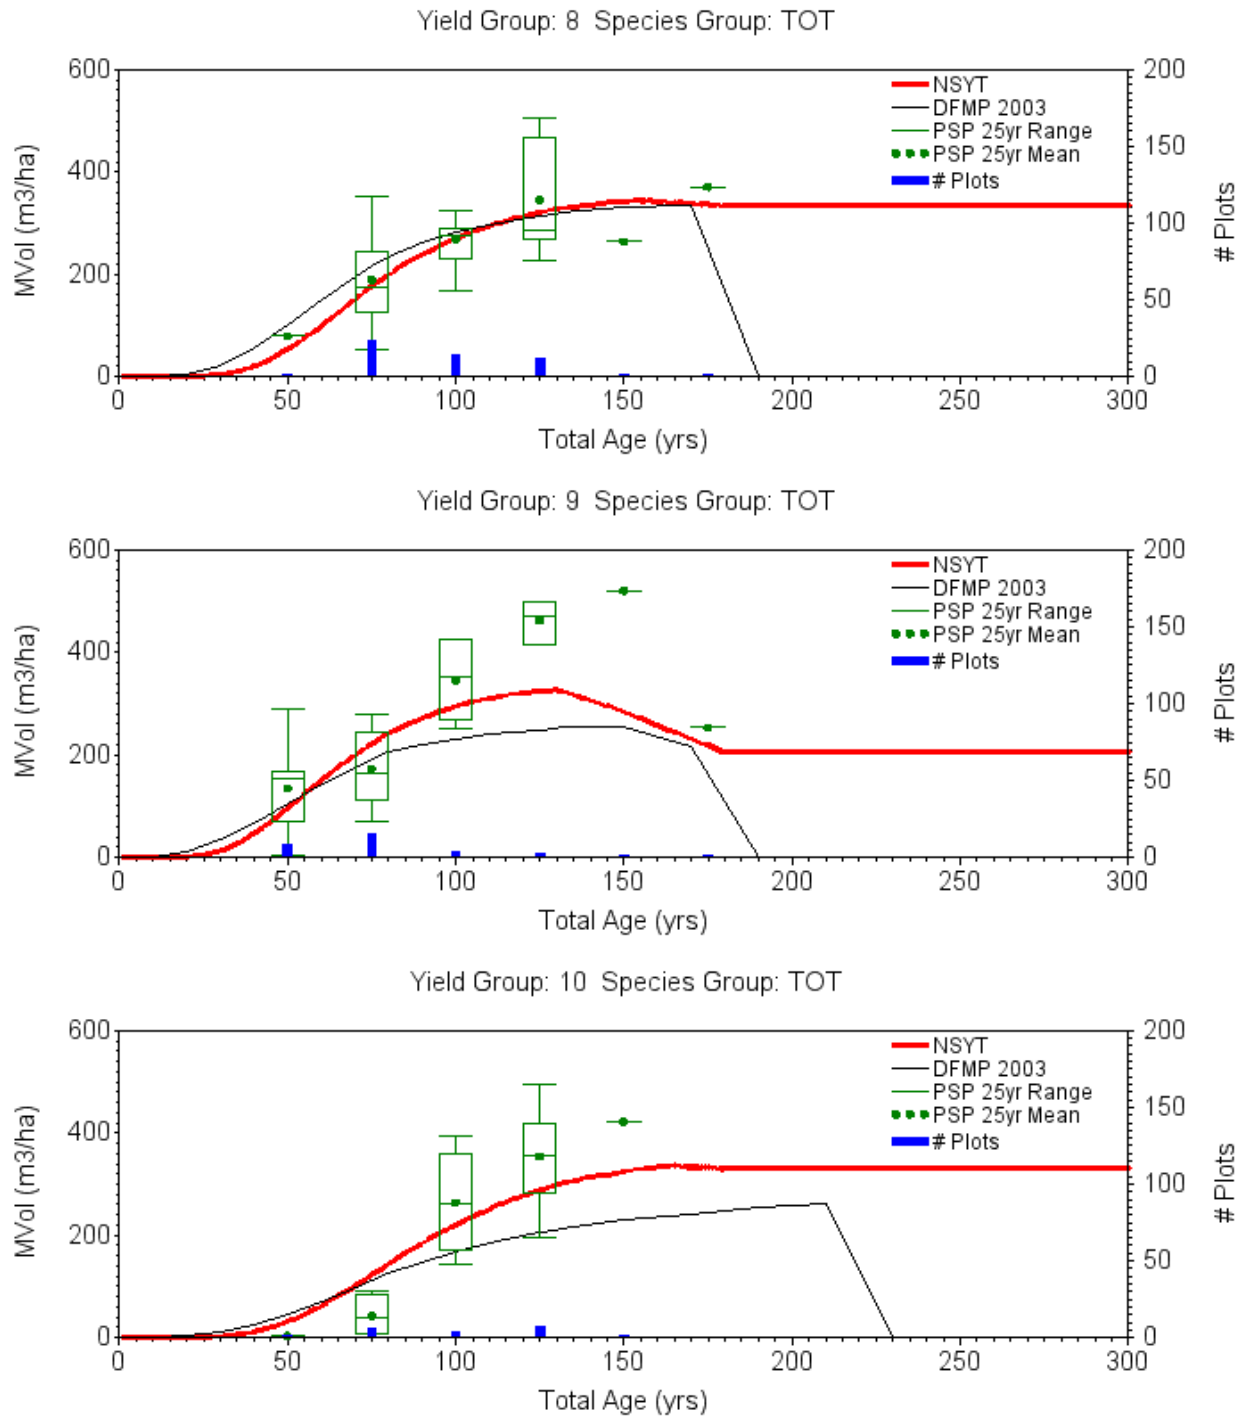 Yield Group: 8 Species Group: TOT
600
400
200
0
MVol (m3/ha)
NSYT
DFMP 2003
PSP 25yr Range
PSP 25yr Mean
# Plots
200
150
100
50
0
# Plots
0 50 100 150 200 250 300
Total Age (yrs)
Yield Group: 9 Species Group: TOT
600
400
200
0
MVol (m3/ha)
NSYT
DFMP 2003
PSP 25yr Range
PSP 25yr Mean
# Plots
200
150
100
50
0
# Plots
0 50 100 150 200 250 300
Total Age (yrs)
Yield Group: 10 Species Group: TOT
600
400
200
0
MVol (m3/ha)
NSYT
DFMP 2003
PSP 25yr Range
PSP 25yr Mean
# Plots
200
150
100
50
0
# Plots
0 50 100 150 200 250 300
Total Age (yrs)